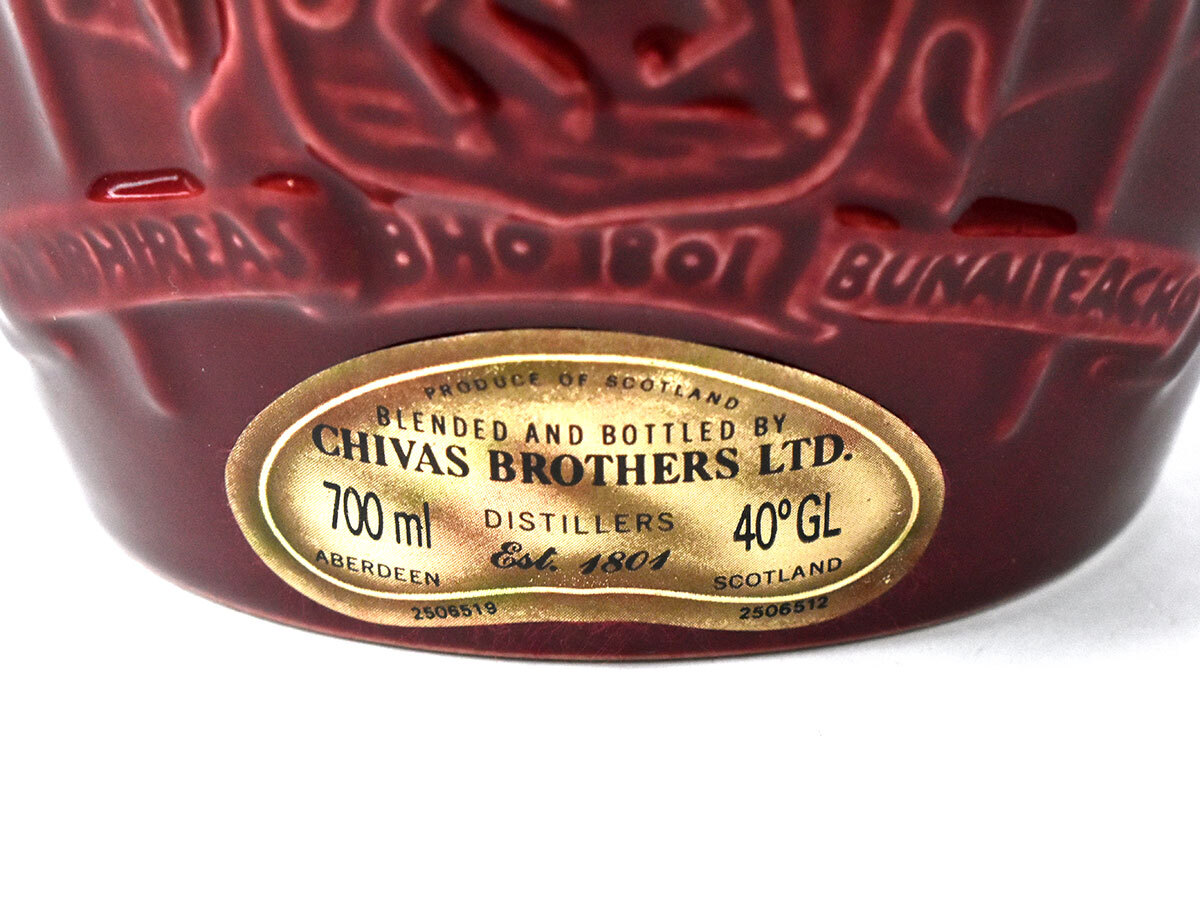 BHO 1801 BUNAITEACHD
PRODUCE OF SCOTLAND
BLENDED AND BOTTLED BY
CHIVAS BROTHERS LTD.
700 ml DISTILLERS 40° GL
Est. 1801
ABERDEEN SCOTLAND
2506519 2506512